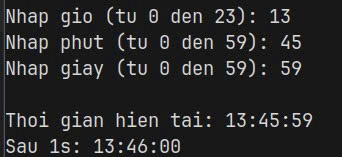 Nhap gio (tu 0 den 23): 13
Nhap phut (tu 0 den 59): 45
Nhap giay (tu 0 den 59): 59
Thoi gian hien tai: 13:45:59
Sau 1s: 13:46:00